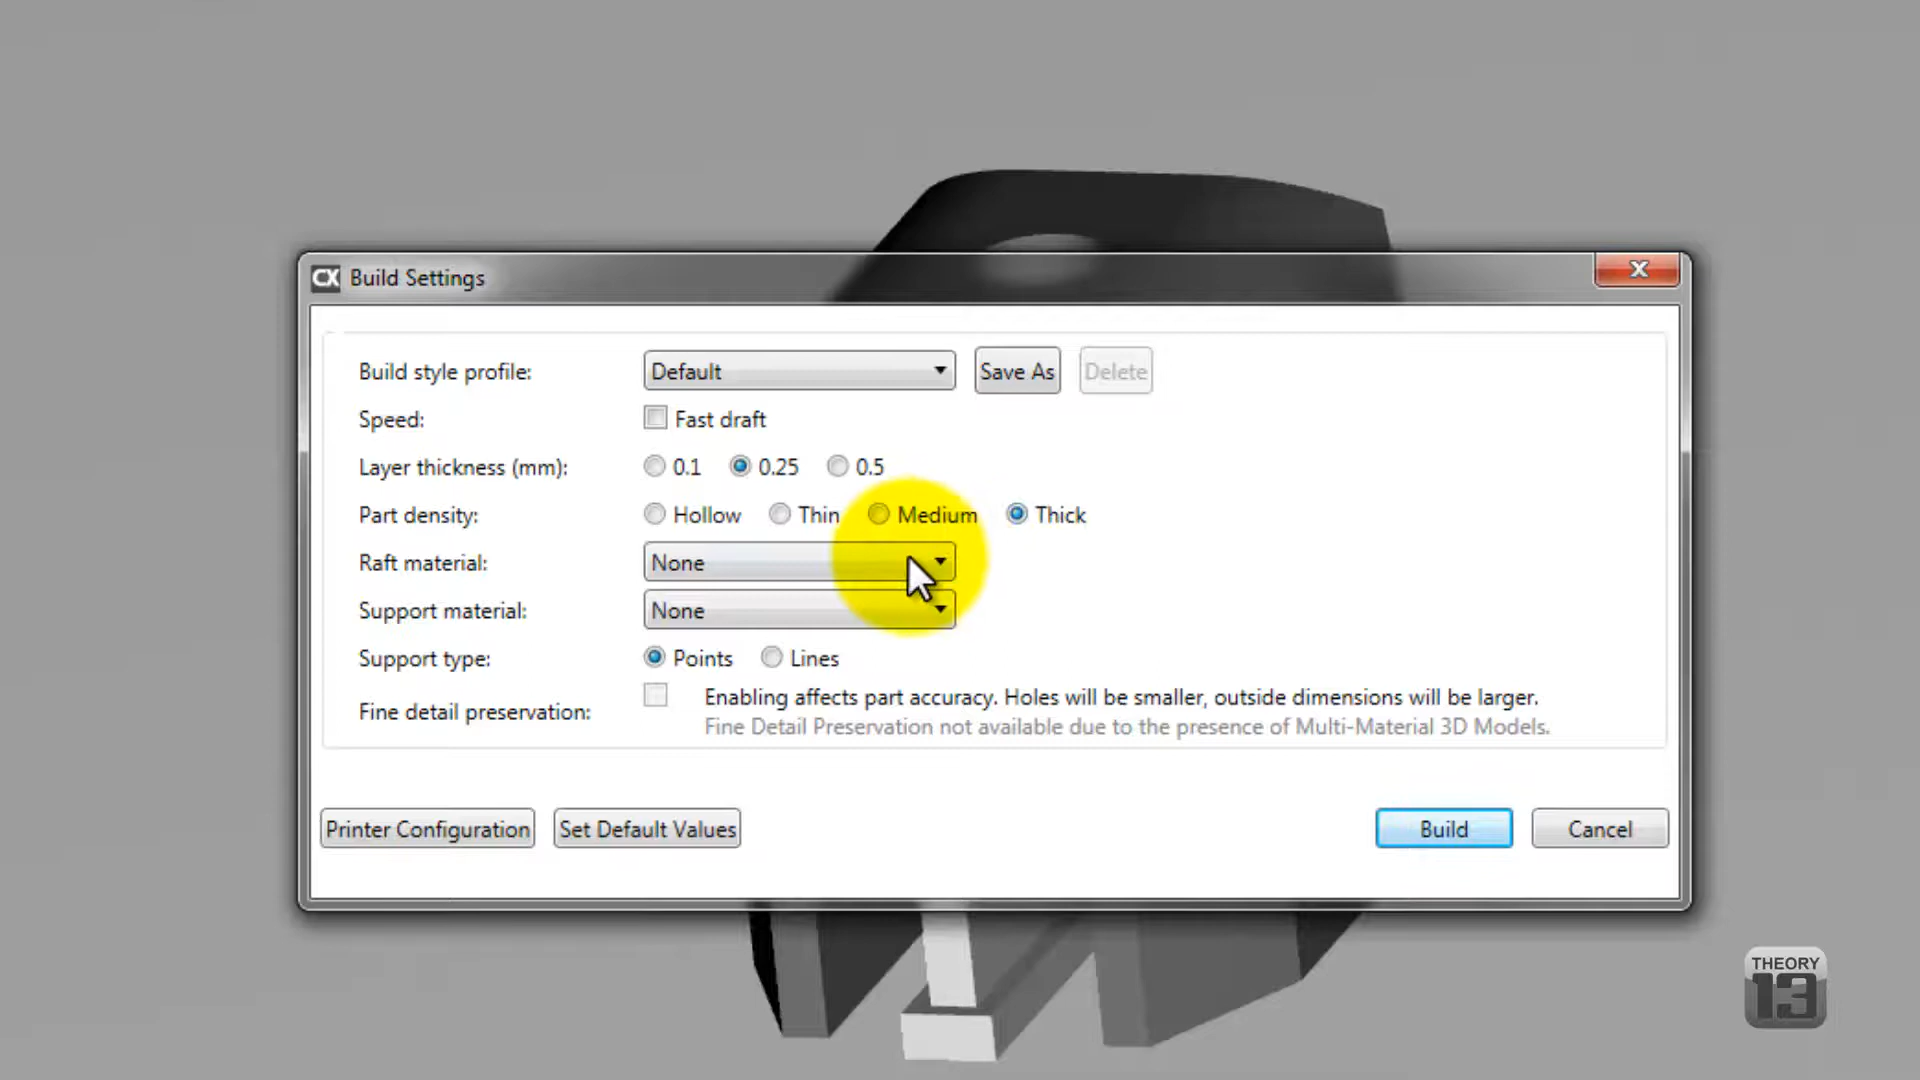 CX Build Settings
Build style profile: Default Save As Delete
Speed: Fast draft
Layer thickness (mm): 0.1 0.25 0.5
Part density: Hollow Thin Medium Thick
Raft material: None
Support material: None
Support type: Points Lines
Fine detail preservation: Enabling affects part accuracy. Holes will be smaller, outside dimensions will be larger.
Fine Detail Preservation not available due to the presence of Multi-Material 3D Models.
Printer Configuration Set Default Values Build Cancel
THEORY
13